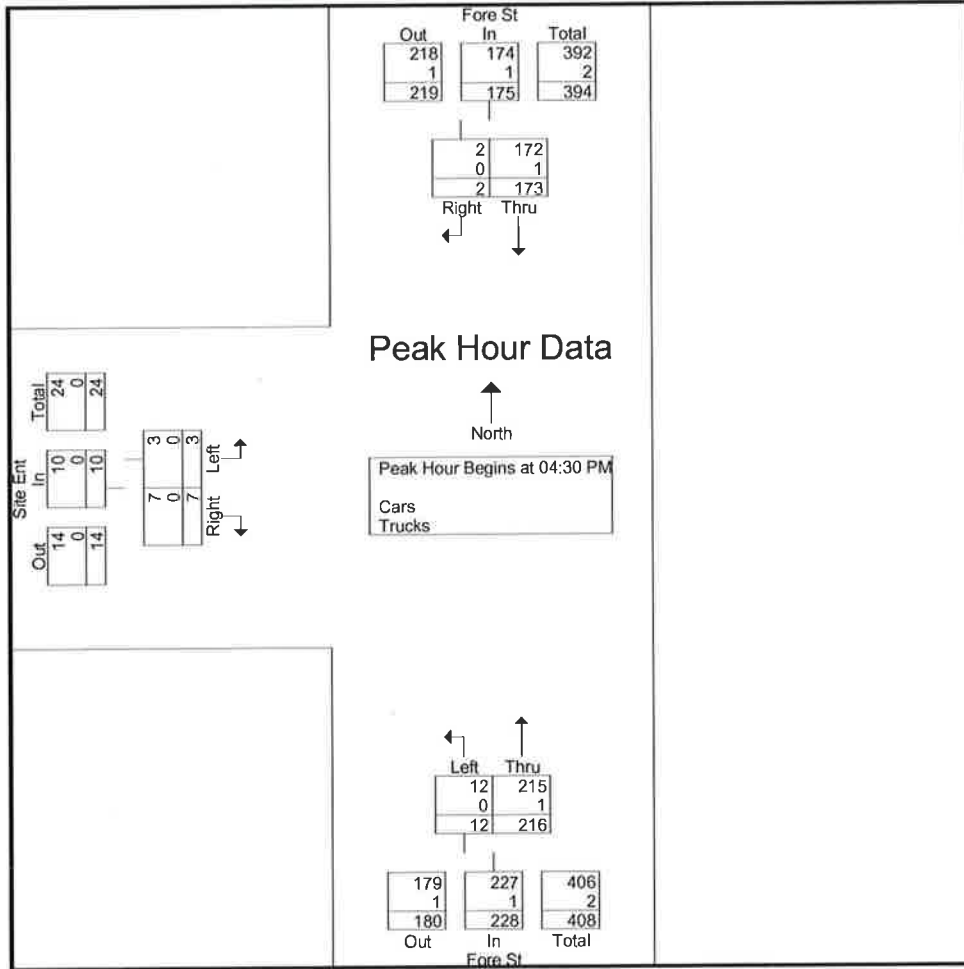 Fore St
Out In Total
218 174 392
1 1 2
219 175 394
2 172
0 1
2 173
Right Thru
Peak Hour Data
North
Peak Hour Begins at 04:30 PM
Cars
Trucks
Site Ent
Out In Total
14 10 24
0 0 0
14 10 24
Right Left
7 3
0 0
7 3
Left Thru
12 215
0 1
12 216
179 227 406
1 1 2
180 228 408
Out In Total
Fore St